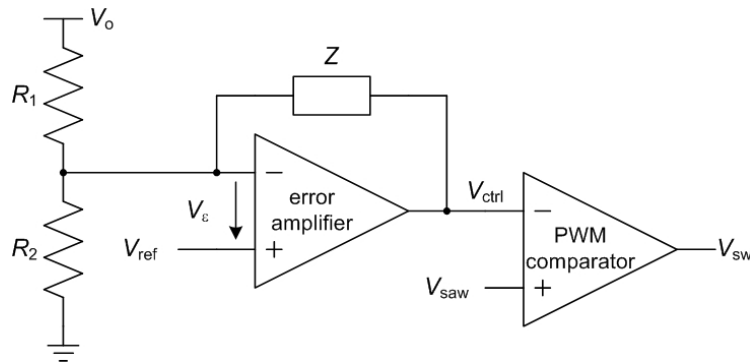 Vo
Z
R1
−
error
amplifier
Vε
Vref
+
Vctrl
−
PWM
comparator
Vsw
R2
Vsaw
+